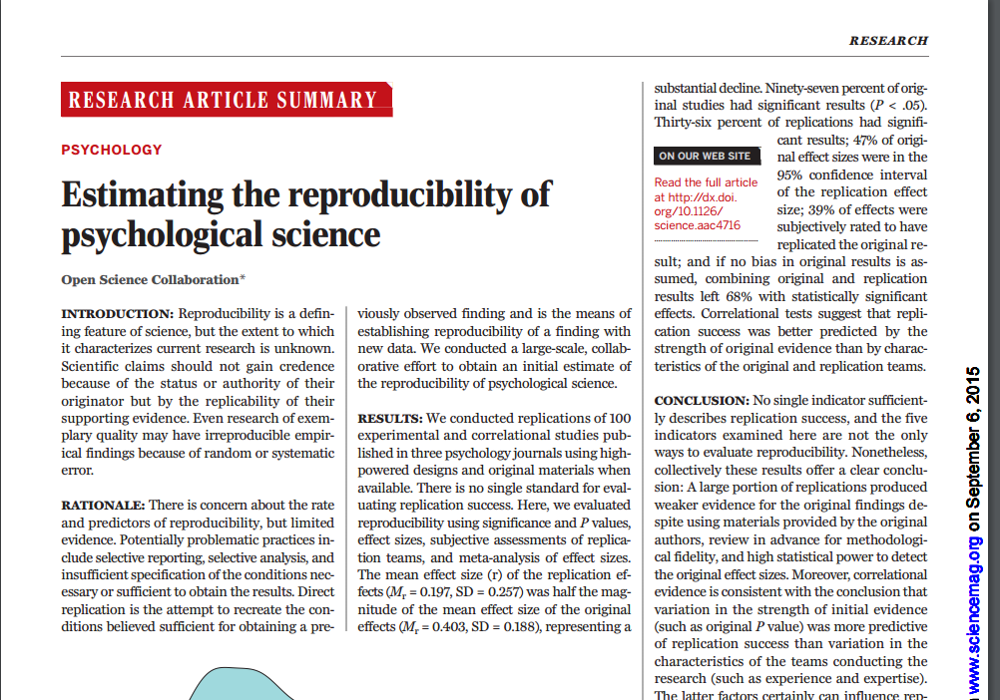 RESEARCH
RESEARCH ARTICLE SUMMARY
PSYCHOLOGY
Estimating the reproducibility of
psychological science
Open Science Collaboration*
INTRODUCTION: Reproducibility is a defin-
ing feature of science, but the extent to which
it characterizes current research is unknown.
Scientific claims should not gain credence
because of the status or authority of their
originator but by the replicability of their
supporting evidence. Even research of exem-
plary quality may have irreproducible empir-
ical findings because of random or systematic
error.
RATIONALE: There is concern about the rate
and predictors of reproducibility, but limited
evidence. Potentially problematic practices in-
clude selective reporting, selective analysis, and
insufficient specification of the conditions nec-
essary or sufficient to obtain the results. Direct
replication is the attempt to recreate the con-
ditions believed sufficient for obtaining a pre-
viously observed finding and is the means of
establishing reproducibility of a finding with
new data. We conducted a large-scale, collab-
orative effort to obtain an initial estimate of
the reproducibility of psychological science.
RESULTS: We conducted replications of 100
experimental and correlational studies pub-
lished in three psychology journals using high-
powered designs and original materials when
available. There is no single standard for eval-
uating replication success. Here, we evaluated
reproducibility using significance and P values,
effect sizes, subjective assessments of replica-
tion teams, and meta-analysis of effect sizes.
The mean effect size (r) of the replication ef-
fects (Mr = 0.197, SD = 0.257) was half the mag-
nitude of the mean effect size of the original
effects (Mr = 0.403, SD = 0.188), representing a
substantial decline. Ninety-seven percent of orig-
inal studies had significant results (P < .05).
Thirty-six percent of replications had signifi-
cant results; 47% of origi-
nal effect sizes were in the
95% confidence interval
of the replication effect
size; 39% of effects were
subjectively rated to have
replicated the original re-
sult; and if no bias in original results is as-
sumed, combining original and replication
results left 68% with statistically significant
effects. Correlational tests suggest that repli-
cation success was better predicted by the
strength of original evidence than by charac-
teristics of the original and replication teams.
ON OUR WEB SITE
Read the full article
at http://dx.doi.
org/10.1126/
science.aac4716
CONCLUSION: No single indicator sufficient-
ly describes replication success, and the five
indicators examined here are not the only
ways to evaluate reproducibility. Nonetheless,
collectively these results offer a clear conclu-
sion: A large portion of replications produced
weaker evidence for the original findings de-
spite using materials provided by the original
authors, review in advance for methodologi-
cal fidelity, and high statistical power to detect
the original effect sizes. Moreover, correlational
evidence is consistent with the conclusion that
variation in the strength of initial evidence
(such as original P value) was more predictive
of replication success than variation in the
characteristics of the teams conducting the
research (such as experience and expertise).
The latter factors certainly can influence rep-
www.sciencemag.org on September 6, 2015